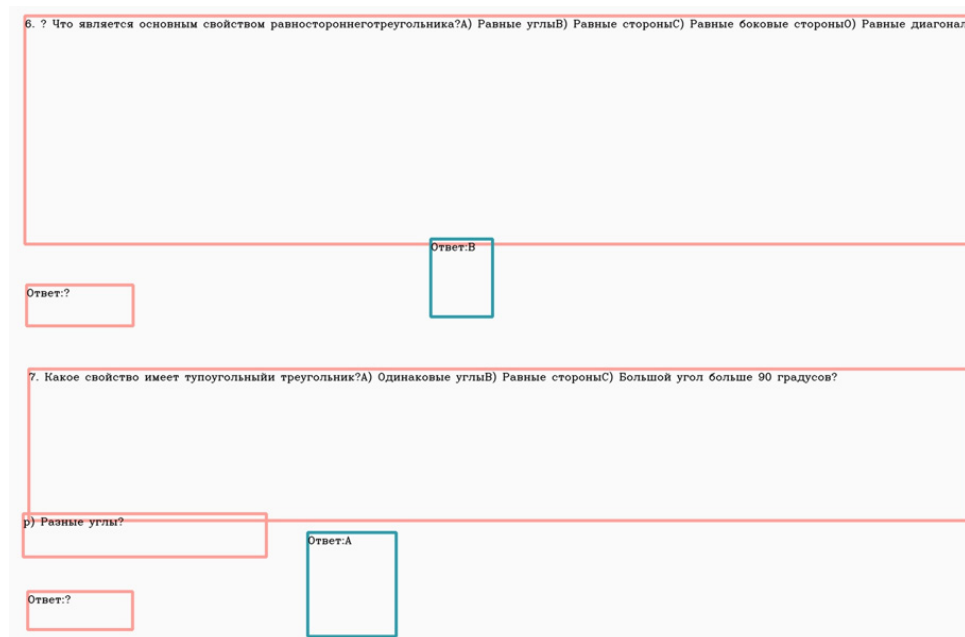 6. ? Что является основным свойством равностороннеготреугольника?A) Равные углыB) Равные стороныC) Равные боковые стороны0) Равные диагонал
Ответ:B
Ответ:?
7. Какое свойство имеет тупоугольныйи треугольник?A) Одинаковые углыB) Равные стороныC) Большой угол больше 90 градусов?
p) Разные углы?
Ответ:A
Ответ:?